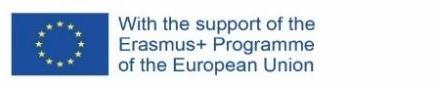 With the support of the
Erasmus+ Programme
of the European Union